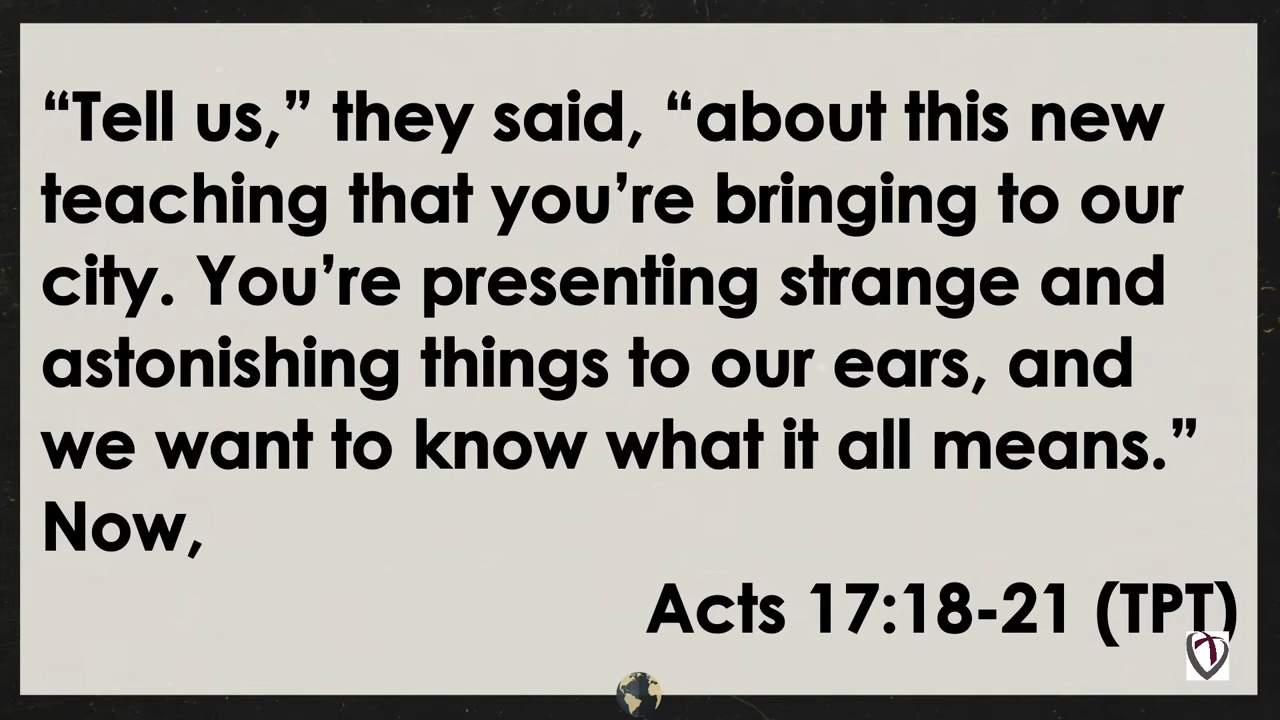 “Tell us,” they said, “about this new
teaching that you’re bringing to our
city. You’re presenting strange and
astonishing things to our ears, and
we want to know what it all means.”
Now,
Acts 17:18-21 (TPT)